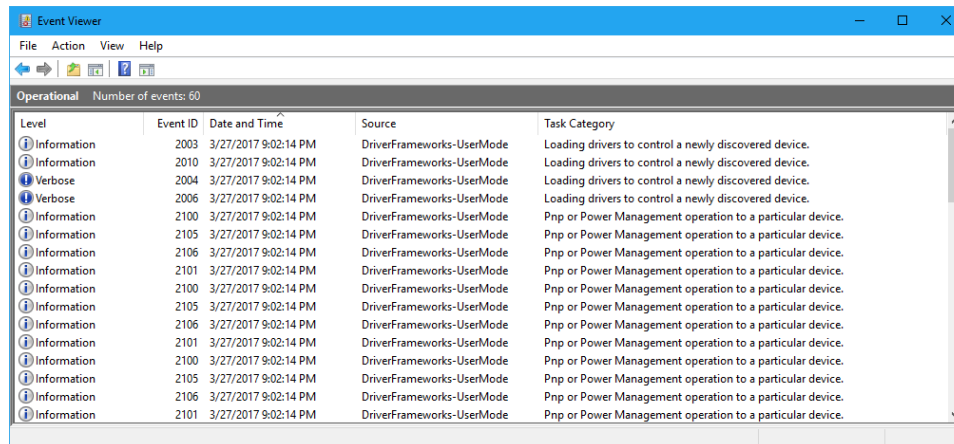 Event Viewer
File Action View Help
Operational Number of events: 60
Level Event ID Date and Time Source Task Category
Information 2003 3/27/2017 9:02:14 PM DriverFrameworks-UserMode Loading drivers to control a newly discovered device.
Information 2010 3/27/2017 9:02:14 PM DriverFrameworks-UserMode Loading drivers to control a newly discovered device.
Verbose 2004 3/27/2017 9:02:14 PM DriverFrameworks-UserMode Loading drivers to control a newly discovered device.
Verbose 2006 3/27/2017 9:02:14 PM DriverFrameworks-UserMode Loading drivers to control a newly discovered device.
Information 2100 3/27/2017 9:02:14 PM DriverFrameworks-UserMode Pnp or Power Management operation to a particular device.
Information 2105 3/27/2017 9:02:14 PM DriverFrameworks-UserMode Pnp or Power Management operation to a particular device.
Information 2106 3/27/2017 9:02:14 PM DriverFrameworks-UserMode Pnp or Power Management operation to a particular device.
Information 2101 3/27/2017 9:02:14 PM DriverFrameworks-UserMode Pnp or Power Management operation to a particular device.
Information 2100 3/27/2017 9:02:14 PM DriverFrameworks-UserMode Pnp or Power Management operation to a particular device.
Information 2105 3/27/2017 9:02:14 PM DriverFrameworks-UserMode Pnp or Power Management operation to a particular device.
Information 2106 3/27/2017 9:02:14 PM DriverFrameworks-UserMode Pnp or Power Management operation to a particular device.
Information 2101 3/27/2017 9:02:14 PM DriverFrameworks-UserMode Pnp or Power Management operation to a particular device.
Information 2100 3/27/2017 9:02:14 PM DriverFrameworks-UserMode Pnp or Power Management operation to a particular device.
Information 2105 3/27/2017 9:02:14 PM DriverFrameworks-UserMode Pnp or Power Management operation to a particular device.
Information 2106 3/27/2017 9:02:14 PM DriverFrameworks-UserMode Pnp or Power Management operation to a particular device.
Information 2101 3/27/2017 9:02:14 PM DriverFrameworks-UserMode Pnp or Power Management operation to a particular device.